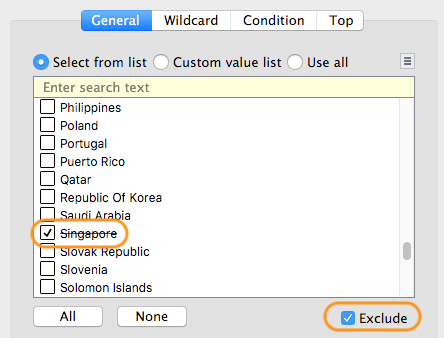 General Wildcard Condition Top
Select from list Custom value list Use all
Enter search text
Philippines
Poland
Portugal
Puerto Rico
Qatar
Republic Of Korea
Saudi Arabia
Singapore
Slovak Republic
Slovenia
Solomon Islands
All None Exclude